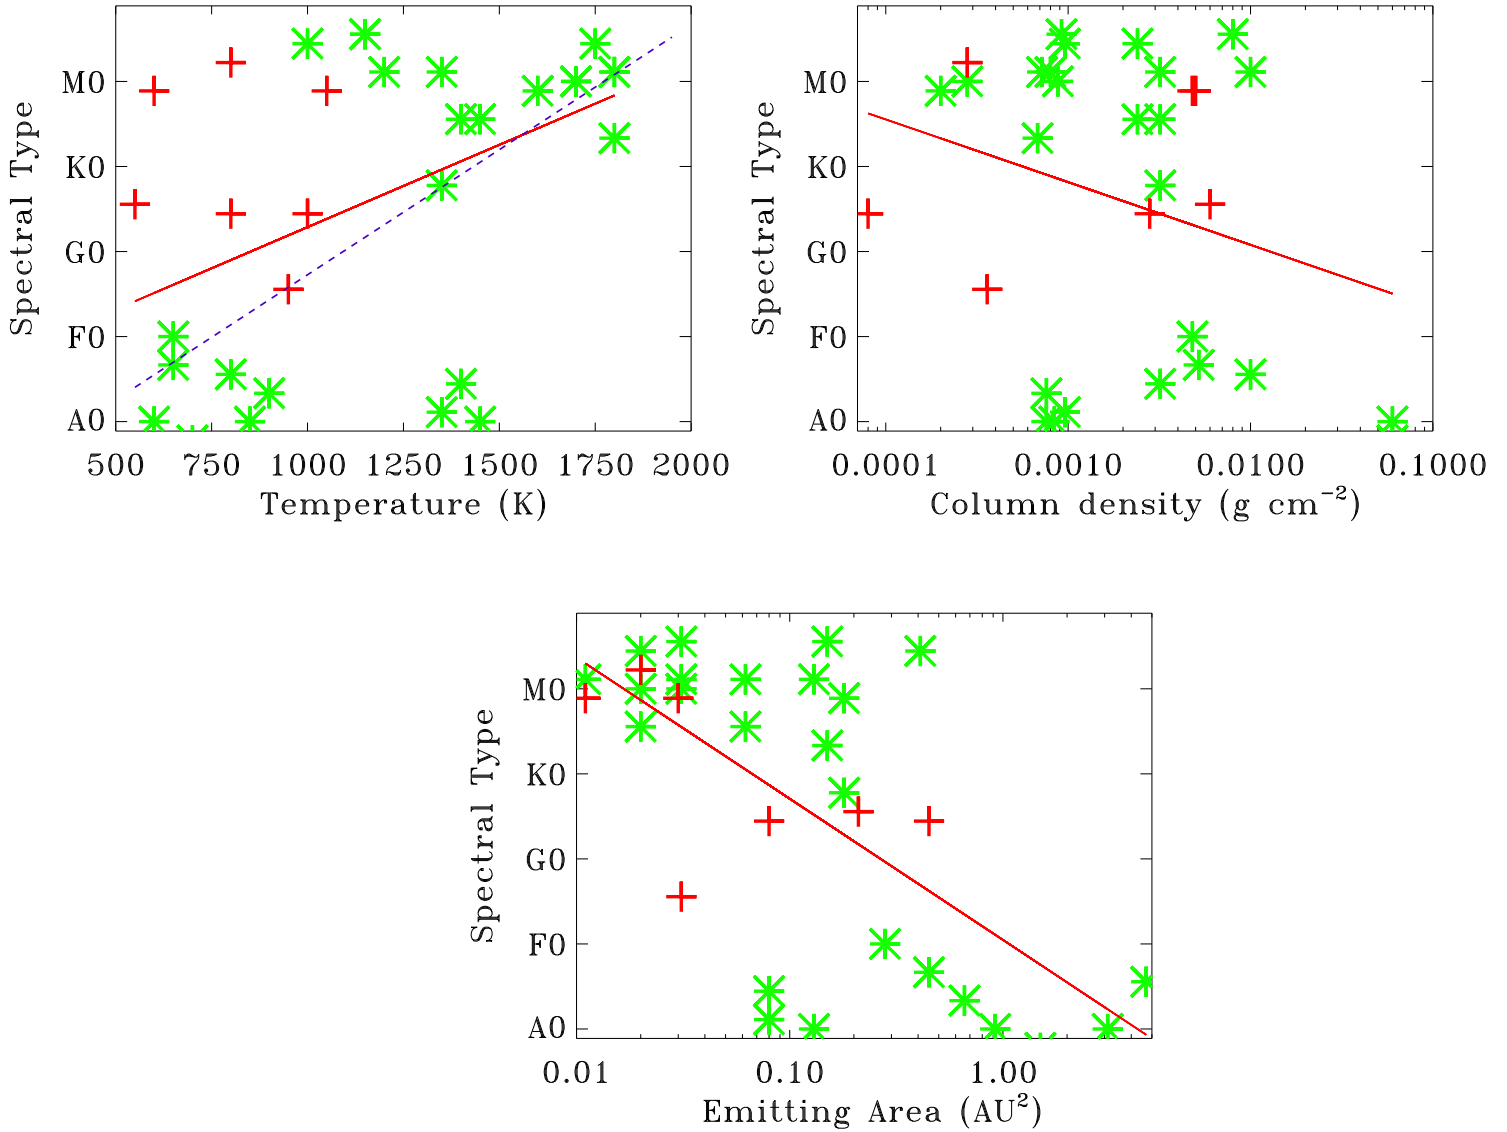 Spectral Type
M0
K0
G0
F0
A0
500 750 1000 1250 1500 1750 2000
Temperature (K)
Spectral Type
M0
K0
G0
F0
A0
0.0001 0.0010 0.0100 0.1000
Column density (g cm⁻²)
Spectral Type
M0
K0
G0
F0
A0
0.01 0.10 1.00
Emitting Area (AU²)